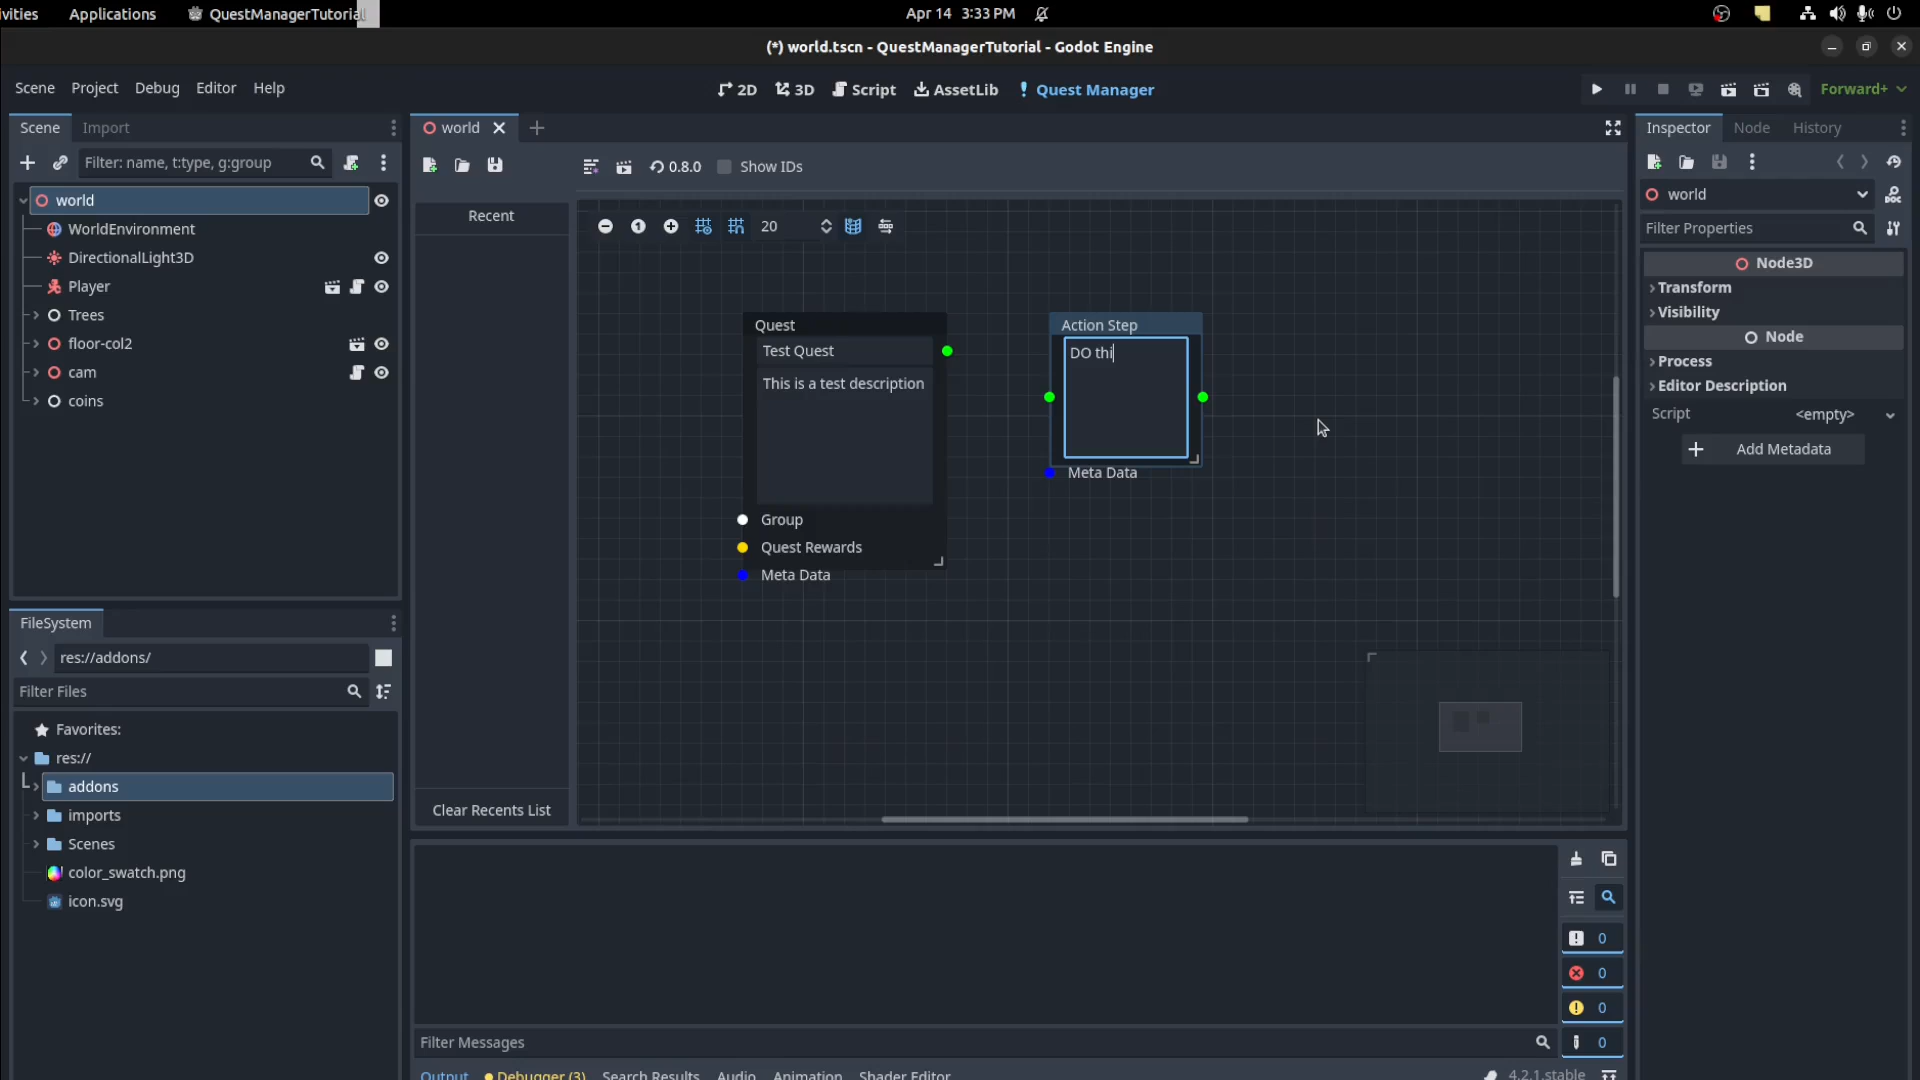 ivities Applications QuestManagerTutorial Apr 14 3:33 PM
(*) world.tscn - QuestManagerTutorial - Godot Engine
Scene Project Debug Editor Help 2D 3D Script AssetLib Quest Manager Forward+
Scene Import
world
Inspector Node History
Filter: name, t:type, g:group
0.8.0 Show IDs
world
WorldEnvironment
DirectionalLight3D
Player
Trees
floor-col2
cam
coins
Recent
Clear Recents List
20
Quest
Test Quest
This is a test description
Group
Quest Rewards
Meta Data
Action Step
DO thi
Meta Data
world
Filter Properties
Node3D
Transform
Visibility
Node
Process
Editor Description
Script <empty>
Add Metadata
FileSystem
res://addons/
Filter Files
Favorites:
res://
addons
imports
Scenes
color_swatch.png
icon.svg
0
0
0
0
Filter Messages
Output Debugger (3) Search Results Audio Animation Shader Editor 4.2.1.stable